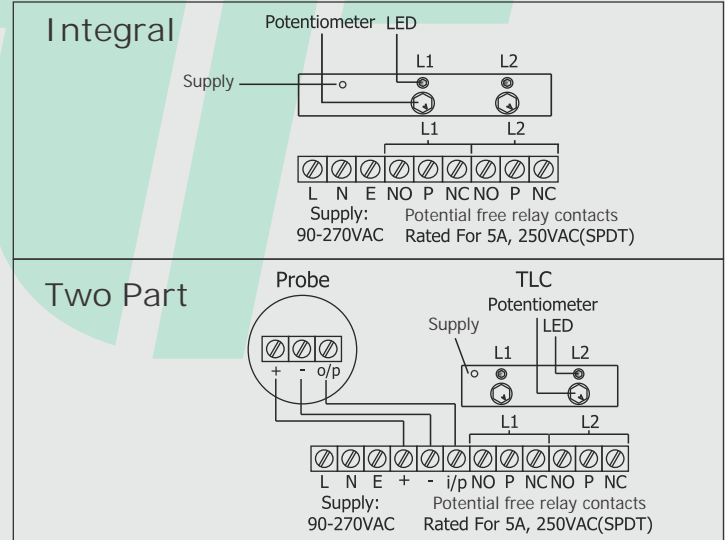 Integral
Potentiometer LED
L1 L2
Supply
L1 L2
L N E NO P NC NO P NC
Supply: Potential free relay contacts
90-270VAC Rated For 5A, 250VAC(SPDT)
Two Part
Probe TLC
Potentiometer
Supply LED
L1 L2
+ - o/p
L1 L2
L N E + - i/p NO P NC NO P NC
Supply: Potential free relay contacts
90-270VAC Rated For 5A, 250VAC(SPDT)